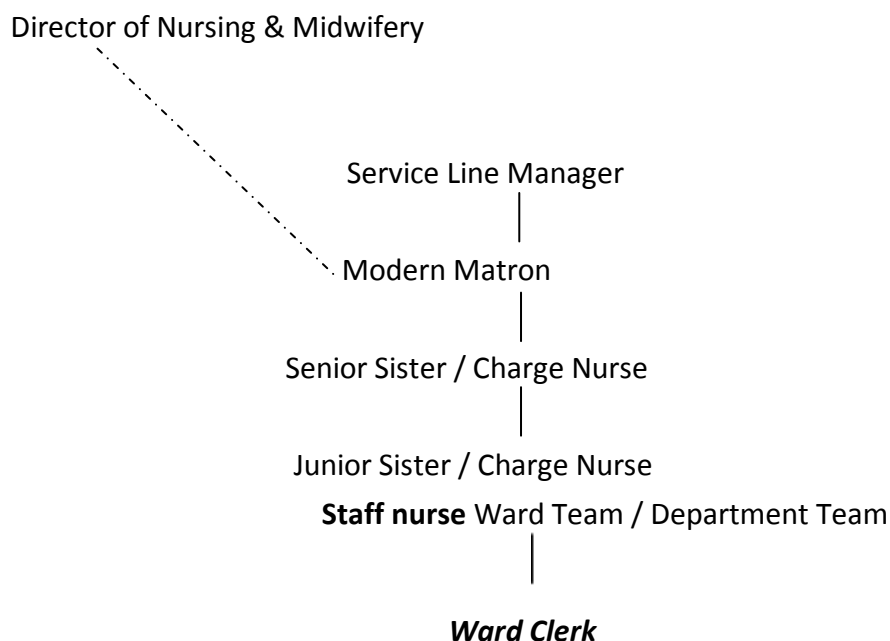 Director of Nursing & Midwifery
Service Line Manager
Modern Matron
Senior Sister / Charge Nurse
Junior Sister / Charge Nurse
Staff nurse Ward Team / Department Team
Ward Clerk